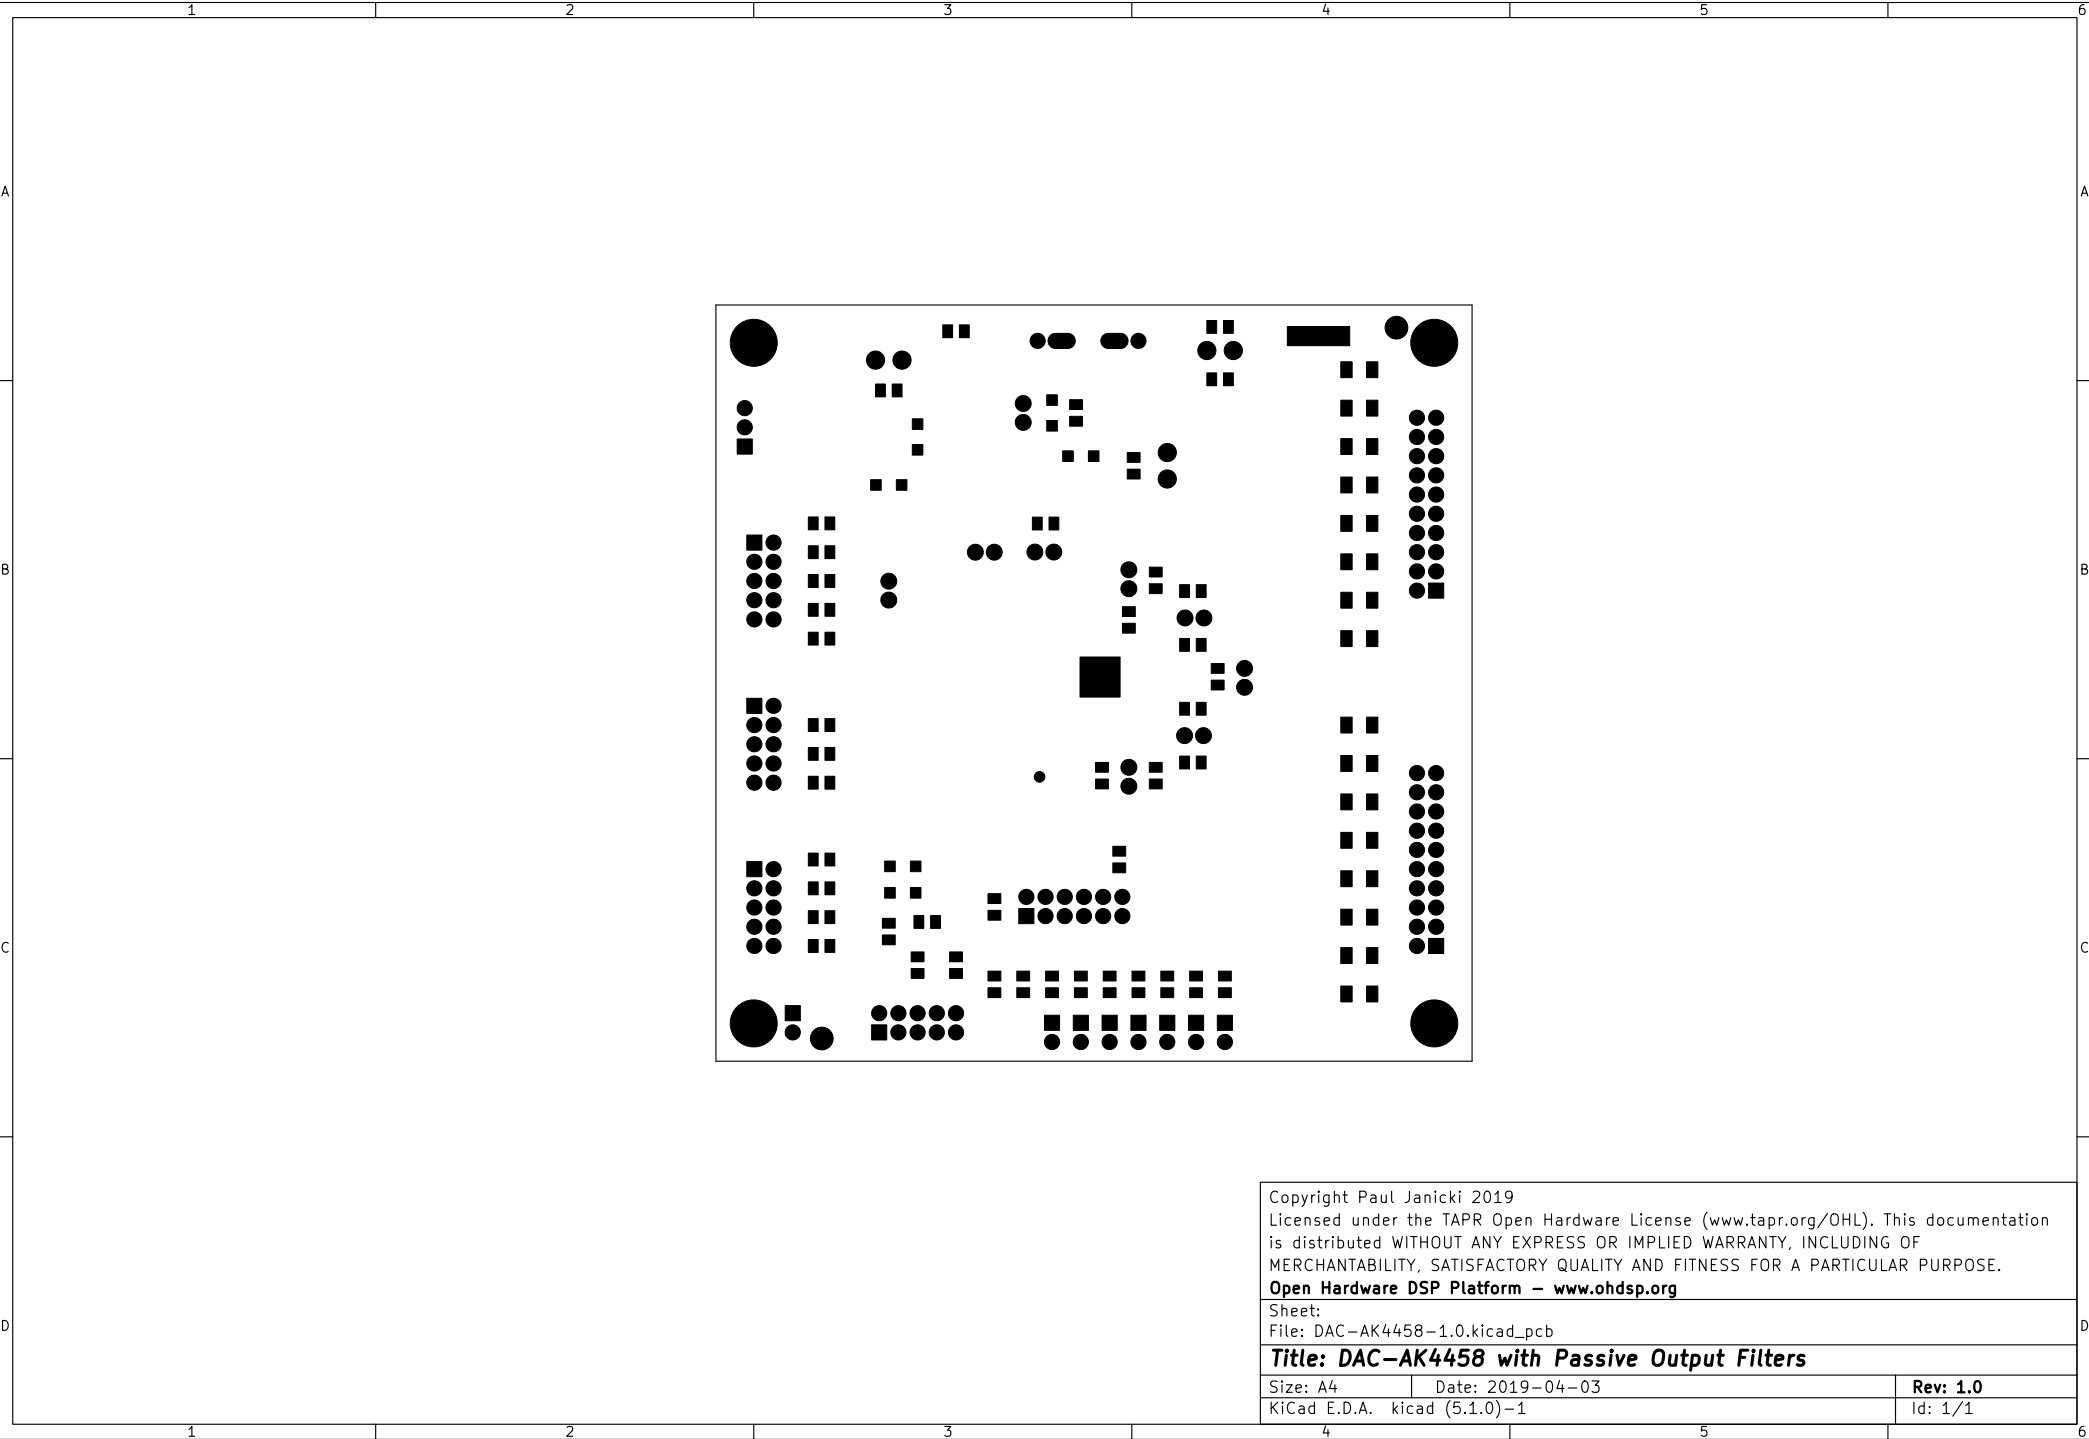 1 2 3 4 5 6
A A
B B
C C
D D
Copyright Paul Janicki 2019
Licensed under the TAPR Open Hardware License (www.tapr.org/OHL). This documentation
is distributed WITHOUT ANY EXPRESS OR IMPLIED WARRANTY, INCLUDING OF
MERCHANTABILITY, SATISFACTORY QUALITY AND FITNESS FOR A PARTICULAR PURPOSE.
Open Hardware DSP Platform – www.ohdsp.org
Sheet:
File: DAC–AK4458–1.0.kicad_pcb
Title: DAC–AK4458 with Passive Output Filters
Size: A4 Date: 2019–04–03 Rev: 1.0
KiCad E.D.A. kicad (5.1.0)–1 Id: 1/1
1 2 3 4 5 6